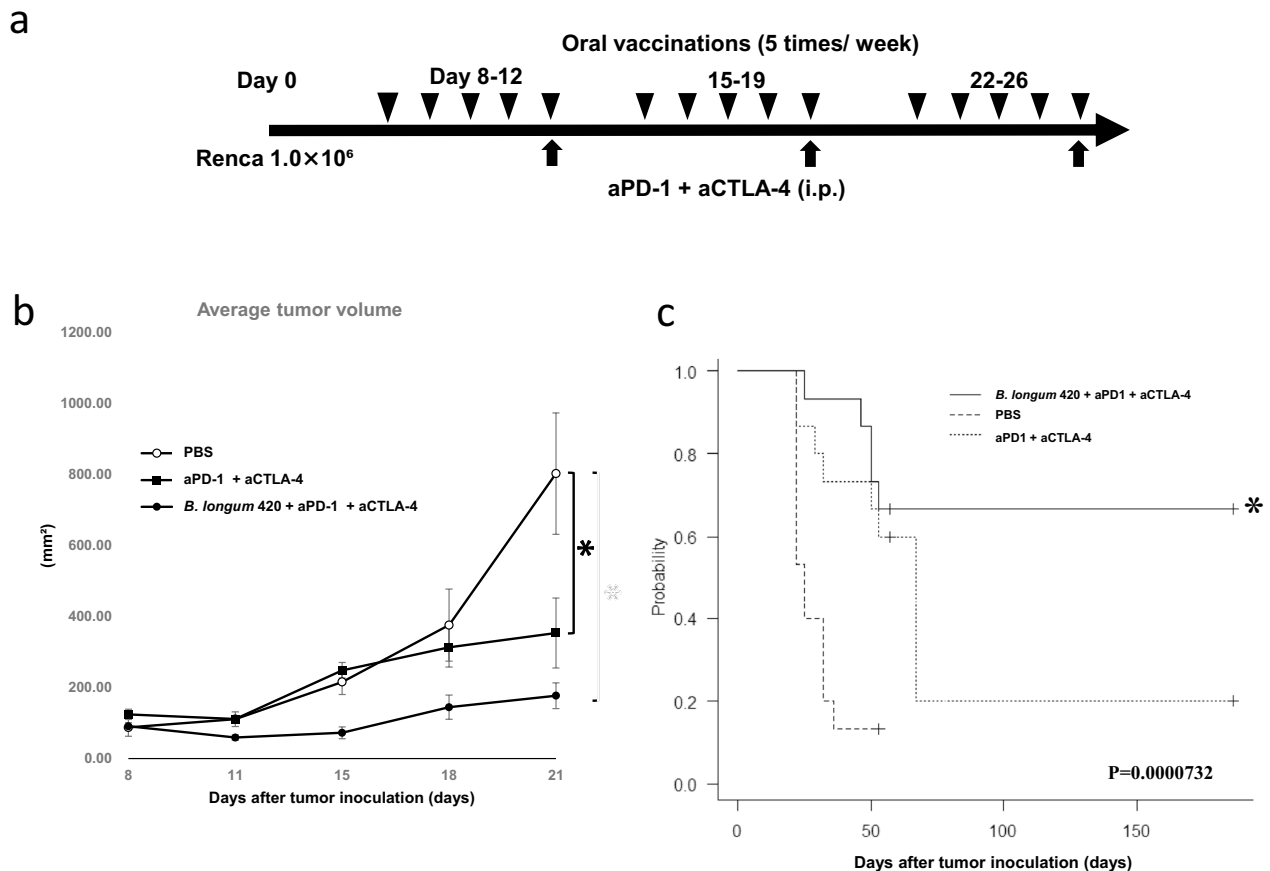 a
Oral vaccinations (5 times/ week)
Day 0
Day 8-12
15-19
22-26
Renca 1.0×10⁶
aPD-1 + aCTLA-4 (i.p.)
b
Average tumor volume
1200.00
1000.00
800.00
600.00
400.00
200.00
0.00
(mm²)
PBS
aPD-1 + aCTLA-4
B. longum 420 + aPD-1 + aCTLA-4
*
*
8 11 15 18 21
Days after tumor inoculation (days)
c
1.0
0.8
0.6
0.4
0.2
0.0
Probability
B. longum 420 + aPD1 + aCTLA-4
PBS
aPD1 + aCTLA-4
*
P=0.0000732
0 50 100 150
Days after tumor inoculation (days)